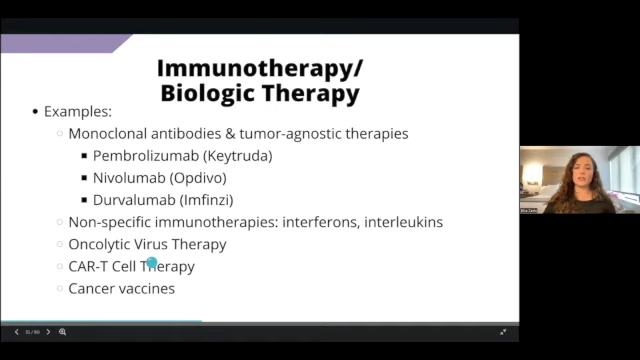 Immunotherapy/
Biologic Therapy
• Examples:
○ Monoclonal antibodies & tumor-agnostic therapies
■ Pembrolizumab (Keytruda)
■ Nivolumab (Opdivo)
■ Durvalumab (Imfinzi)
○ Non-specific immunotherapies: interferons, interleukins
○ Oncolytic Virus Therapy
○ CAR-T Cell Therapy
○ Cancer vaccines